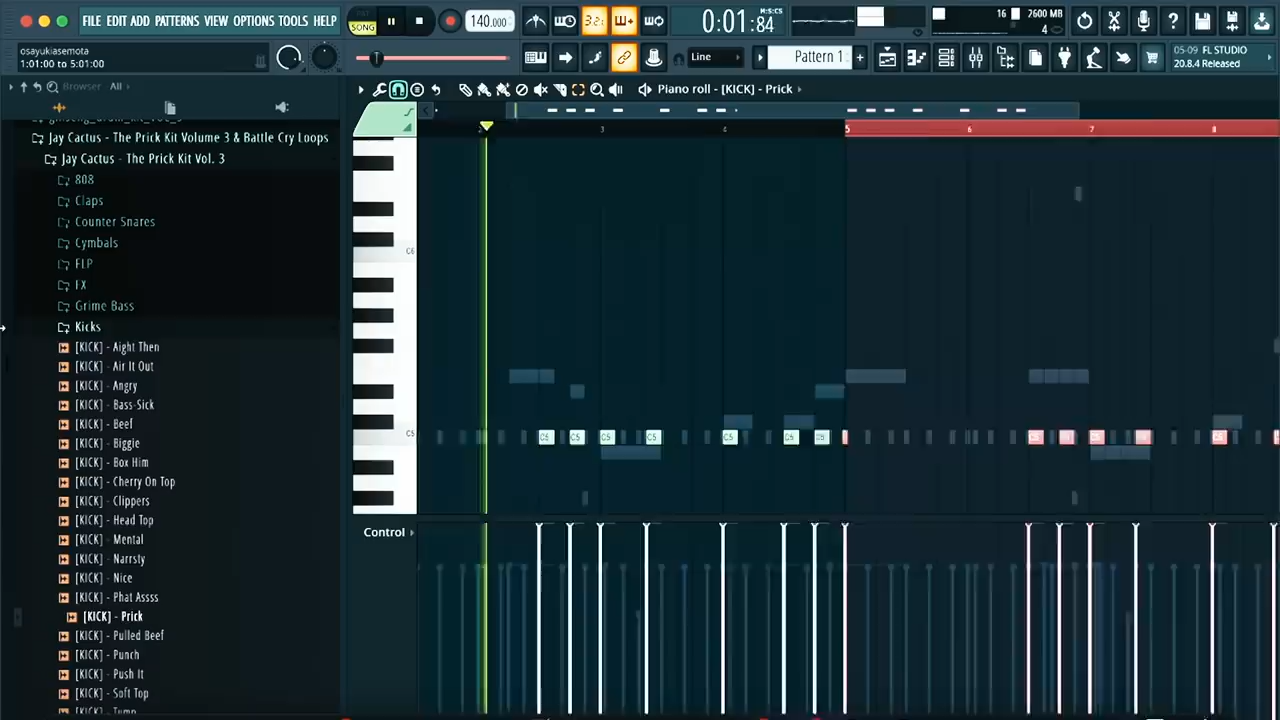 FILE EDIT ADD PATTERNS VIEW OPTIONS TOOLS HELP
PAT
SONG
140.000
3 2 1
0:01:84
M:S:CS
16
2600 MB
4
osayukiasemota
1:01:00 to 5:01:00
Line
Pattern 1
05-09 FL STUDIO
20.8.4 Released
Browser All
Piano roll - [KICK] - Prick
Jay Cactus - The Prick Kit Volume 3 & Battle Cry Loops
Jay Cactus - The Prick Kit Vol. 3
808
Claps
Counter Snares
Cymbals
FLP
FX
Grime Bass
Kicks
[KICK] - Aight Then
[KICK] - Air It Out
[KICK] - Angry
[KICK] - Bass-Sick
[KICK] - Beef
[KICK] - Biggie
[KICK] - Box Him
[KICK] - Cherry On Top
[KICK] - Clippers
[KICK] - Head Top
[KICK] - Mental
[KICK] - Narrsty
[KICK] - Nice
[KICK] - Phat Assss
[KICK] - Prick
[KICK] - Pulled Beef
[KICK] - Punch
[KICK] - Push It
[KICK] - Soft Top
3 4 5 6 7 8
C6
C5
C5 C5 C5 C5 C5 C5 C5
Control